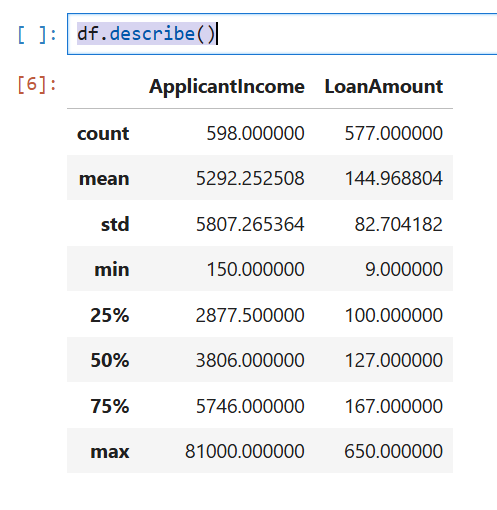 [ ]: df.describe()
[6]: ApplicantIncome LoanAmount
count 598.000000 577.000000
mean 5292.252508 144.968804
std 5807.265364 82.704182
min 150.000000 9.000000
25% 2877.500000 100.000000
50% 3806.000000 127.000000
75% 5746.000000 167.000000
max 81000.000000 650.000000